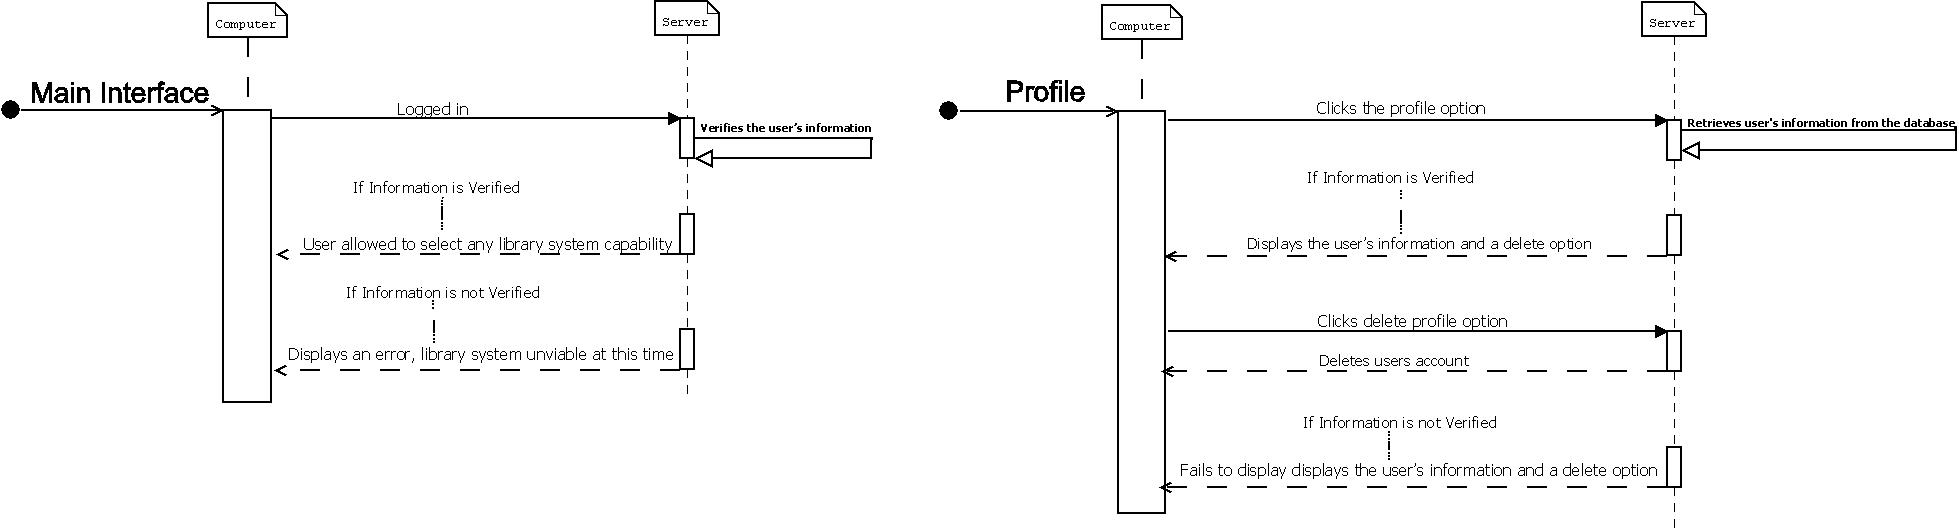 Computer
Server
Main Interface
Logged in
Verifies the user's information
If Information is Verified
User allowed to select any library system capability
If Information is not Verified
Displays an error, library system unviable at this time
Computer
Server
Profile
Clicks the profile option
Retrieves user's information from the database
If Information is Verified
Displays the user's information and a delete option
Clicks delete profile option
Deletes users account
If Information is not Verified
Fails to display displays the user's information and a delete option